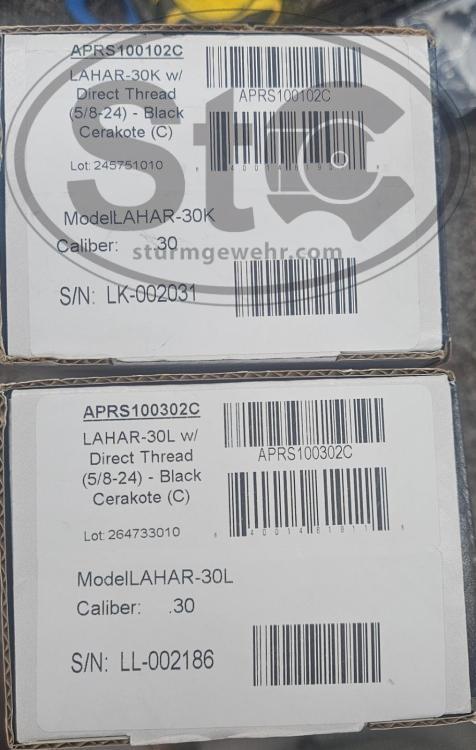 APRS100102C
LAHAR-30K w/
Direct Thread
(5/8-24) - Black
Cerakote (C)
APRS100102C
Lot: 245751010
ModelLAHAR-30K
Caliber: .30
S/N: LK-002031
StG
sturmgewehr.com
APRS100302C
LAHAR-30L w/
Direct Thread
(5/8-24) - Black
Cerakote (C)
APRS100302C
Lot: 264733010
ModelLAHAR-30L
Caliber: .30
S/N: LL-002186